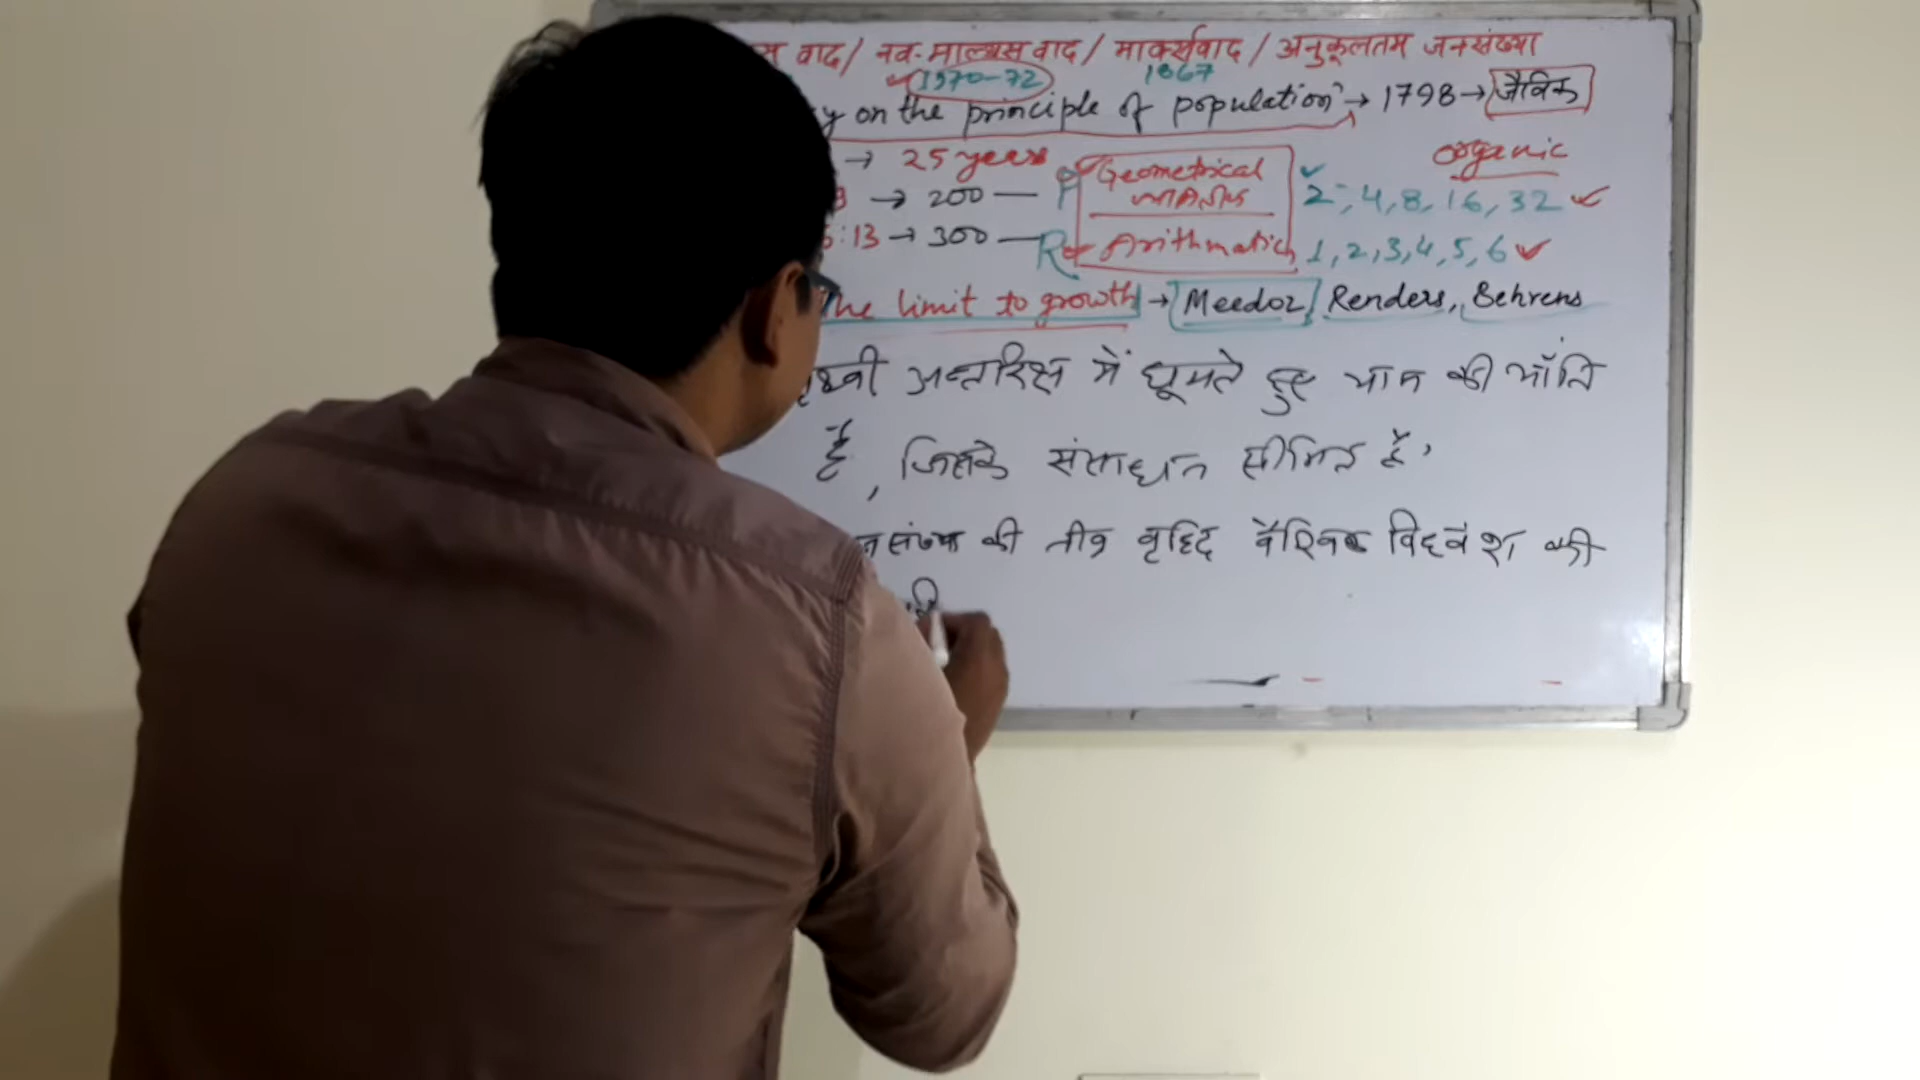 वाद / नव-माल्थस वाद / मार्क्सवाद / अनुकूलतम जनसंख्या
1970-72 1867
on the principle of population" → 1798 → जैविक
→ 25 years Geometrical organic
→ 200 — P 2, 4, 8, 16, 32
:13 → 300 — R Arithmatic 1, 2, 3, 4, 5, 6
he limit to growth → Meedoz, Renders, Behrens
अन्तरिक्ष में घूमते हुए यान की भाँति
है, जिसके संसाधन सीमित है'
की तीव्र वृद्धि वैश्विक विध्वंश की